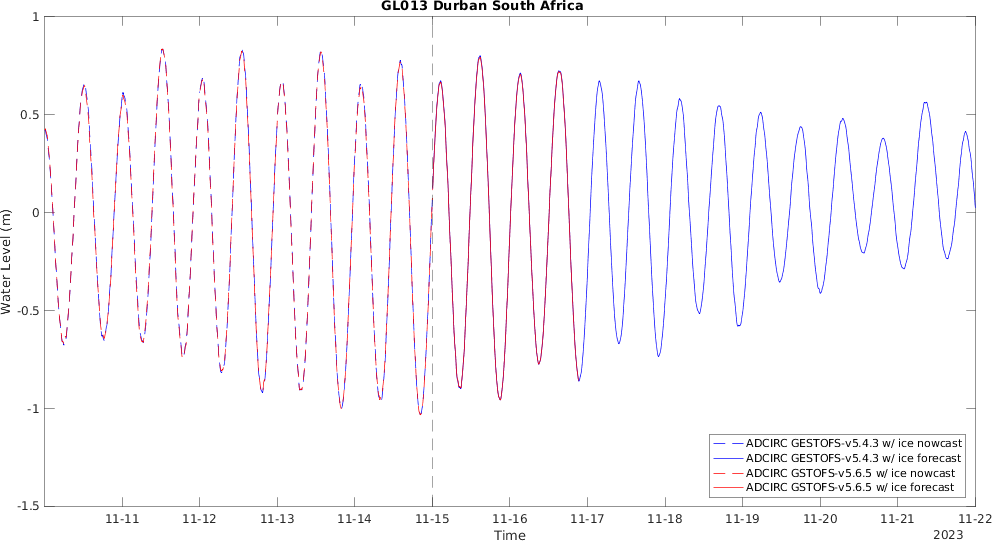 GL013 Durban South Africa
Water Level (m)
1
0.5
0
-0.5
-1
-1.5
ADCIRC GESTOFS-v5.4.3 w/ ice nowcast
ADCIRC GESTOFS-v5.4.3 w/ ice forecast
ADCIRC GSTOFS-v5.6.5 w/ ice nowcast
ADCIRC GSTOFS-v5.6.5 w/ ice forecast
11-11 11-12 11-13 11-14 11-15 11-16 11-17 11-18 11-19 11-20 11-21 11-22
Time
2023